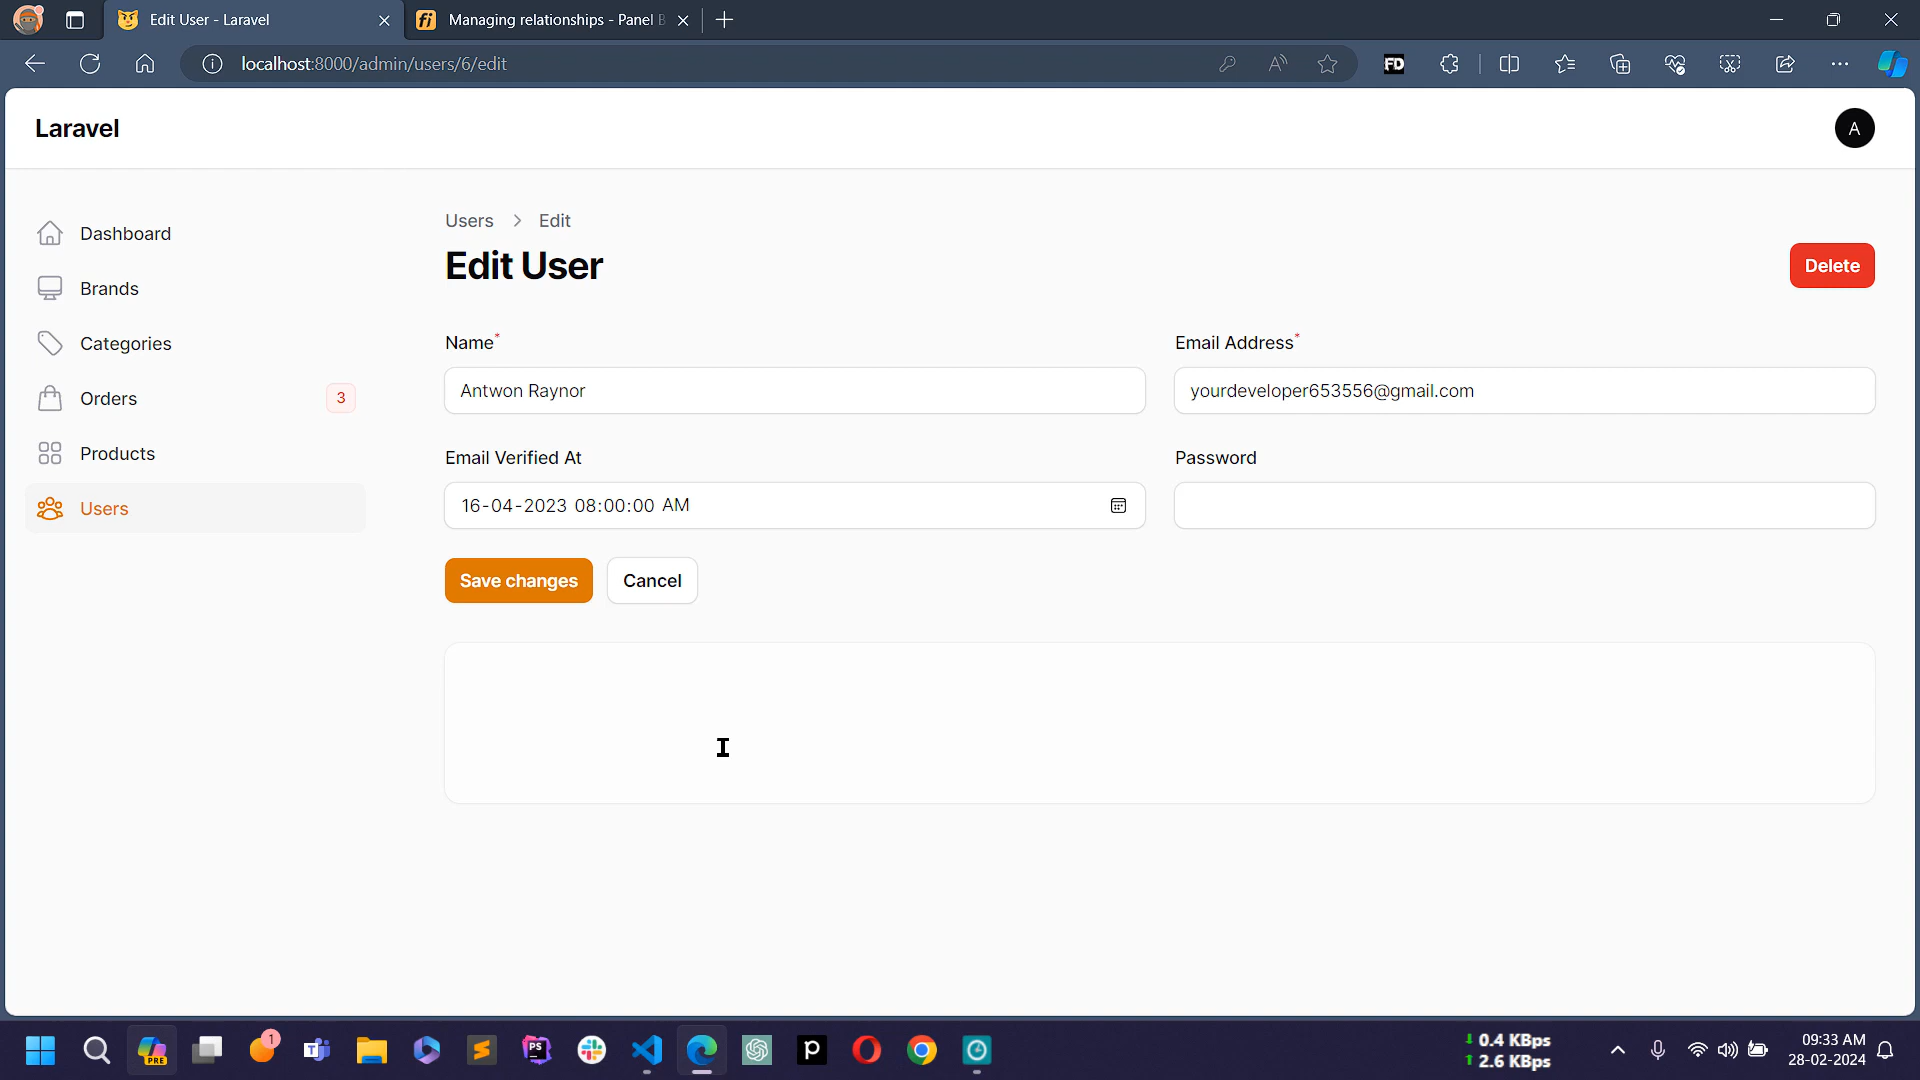 Edit User - Laravel
Managing relationships - Panel B
localhost:8000/admin/users/6/edit
FD
Laravel
A
Dashboard
Brands
Categories
Orders
3
Products
Users
Users > Edit
Edit User
Delete
Name*
Email Address*
Antwon Raynor
yourdeveloper653556@gmail.com
Email Verified At
Password
16-04-2023 08:00:00 AM
Save changes
Cancel
PRE
1
PS
0.4 KBps
2.6 KBps
09:33 AM
28-02-2024